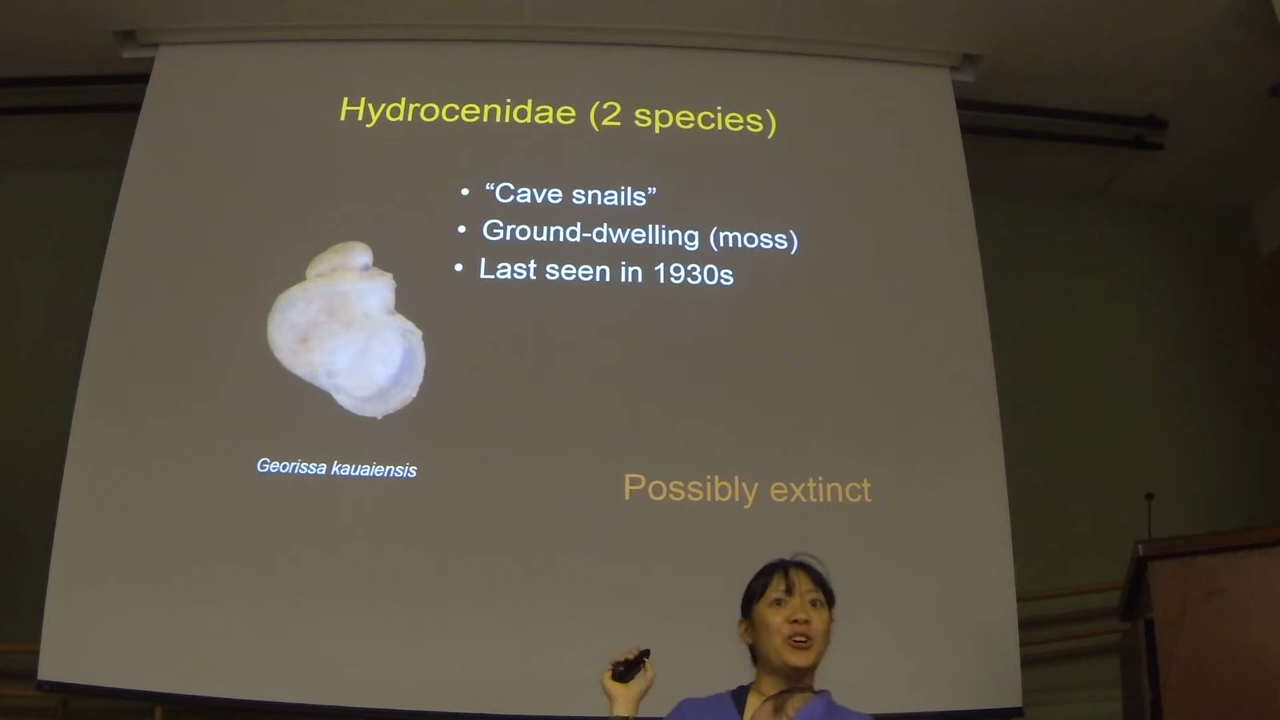 Hydrocenidae (2 species)
• “Cave snails”
• Ground-dwelling (moss)
• Last seen in 1930s
Georissa kauaiensis
Possibly extinct